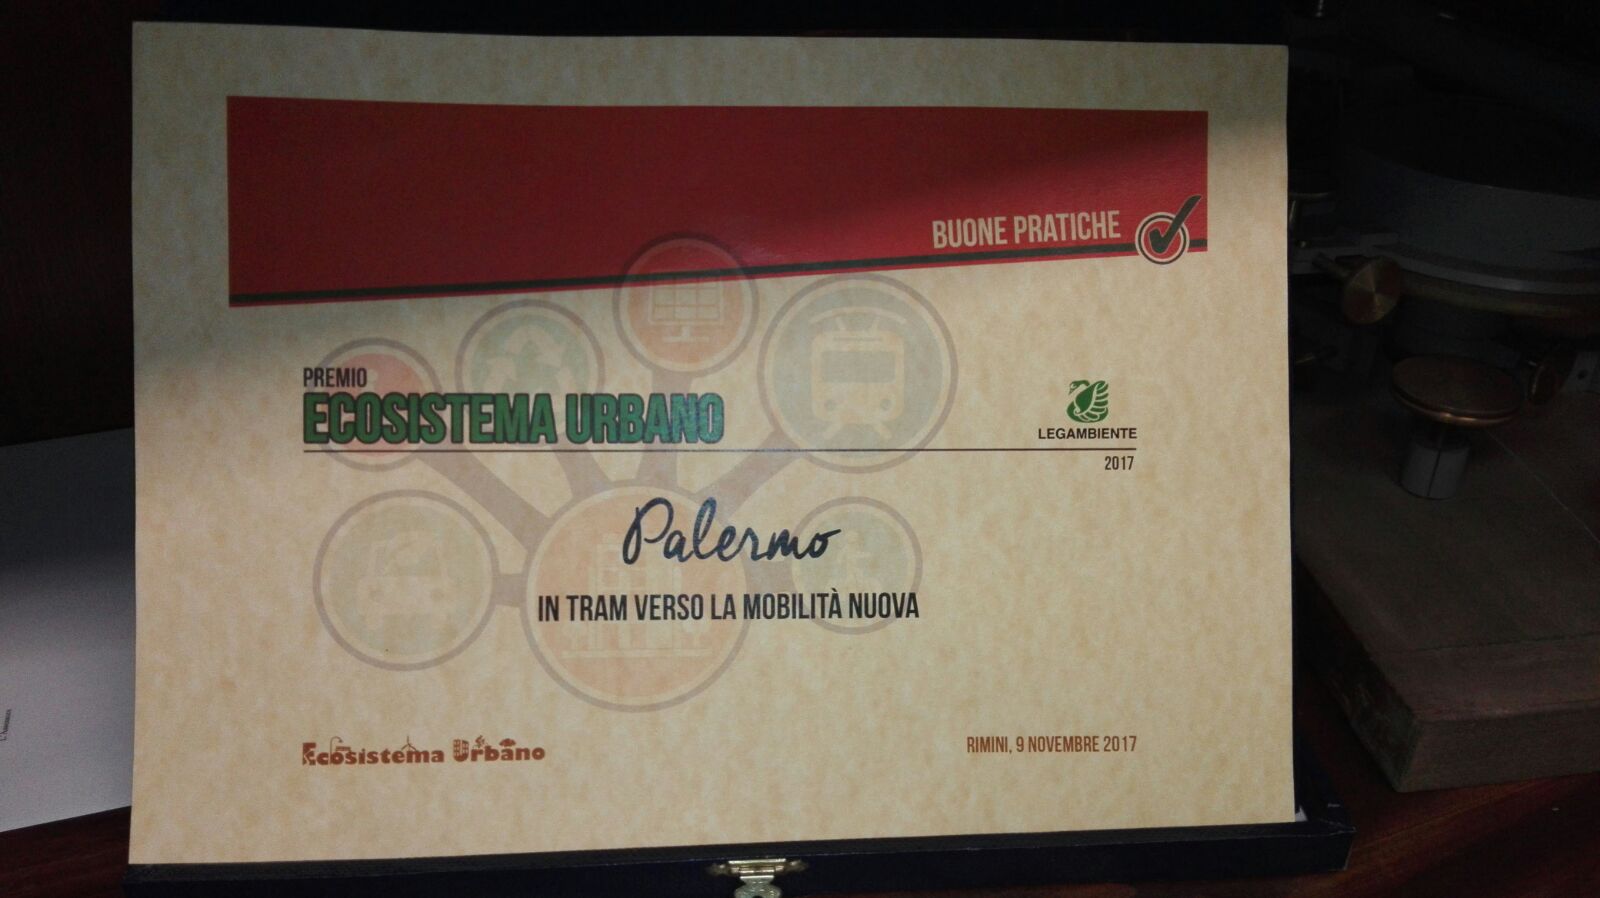 BUONE PRATICHE
PREMIO
ECOSISTEMA URBANO
LEGAMBIENTE
2017
Palermo
IN TRAM VERSO LA MOBILITÀ NUOVA
Ecosistema Urbano
RIMINI, 9 NOVEMBRE 2017